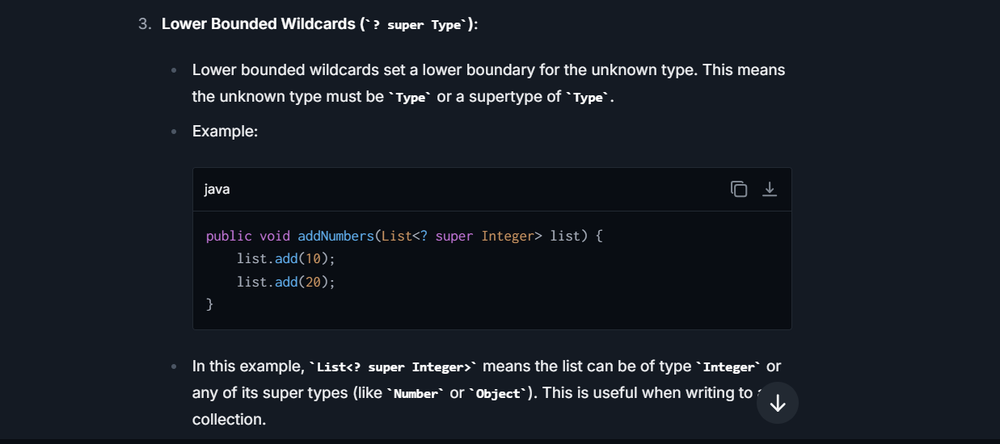 3. Lower Bounded Wildcards (`? super Type`):
• Lower bounded wildcards set a lower boundary for the unknown type. This means
the unknown type must be `Type` or a supertype of `Type`.
• Example:
java
public void addNumbers(List<? super Integer> list) {
    list.add(10);
    list.add(20);
}
• In this example, `List<? super Integer>` means the list can be of type `Integer` or
any of its super types (like `Number` or `Object`). This is useful when writing to
collection.